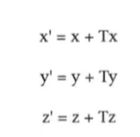 x' = x + Tx
y' = y + Ty
z' = z + Tz